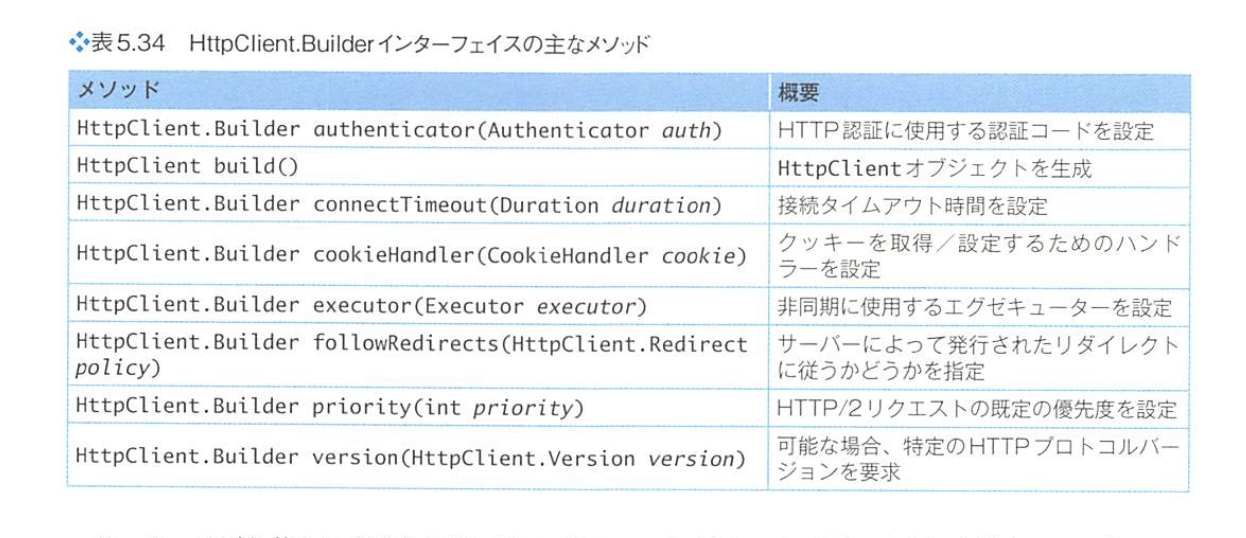 ❖表5.34 HttpClient.Builderインターフェイスの主なメソッド
メソッド 概要
HttpClient.Builder authenticator(Authenticator auth) HTTP認証に使用する認証コードを設定
HttpClient build() HttpClientオブジェクトを生成
HttpClient.Builder connectTimeout(Duration duration) 接続タイムアウト時間を設定
HttpClient.Builder cookieHandler(CookieHandler cookie) クッキーを取得／設定するためのハンド
ラーを設定
HttpClient.Builder executor(Executor executor) 非同期に使用するエグゼキューターを設定
HttpClient.Builder followRedirects(HttpClient.Redirect
policy)
サーバーによって発行されたリダイレクト
に従うかどうかを指定
HttpClient.Builder priority(int priority) HTTP/2リクエストの既定の優先度を設定
HttpClient.Builder version(HttpClient.Version version) 可能な場合、特定のHTTPプロトコルバー
ジョンを要求